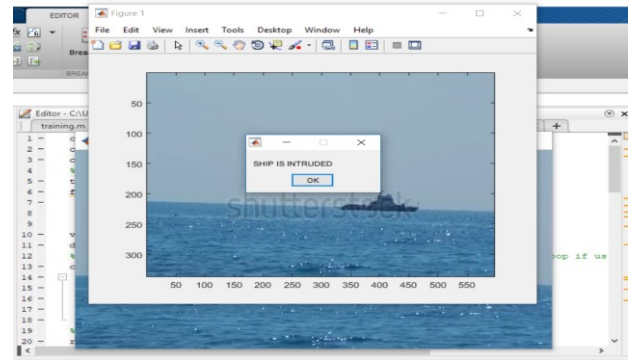 EDITOR
Figure 1
File Edit View Insert Tools Desktop Window Help
fx
Brea
BREA
Editor - C:\U
training.m
+
SHIP IS INTRUDED
OK
shutterstock
50
100
150
200
250
300
50 100 150 200 250 300 350 400 450 500 550
1
2
3
4
5
6
7
8
9
10
11
12
13
14
15
16
17
18
19
20
oop if us